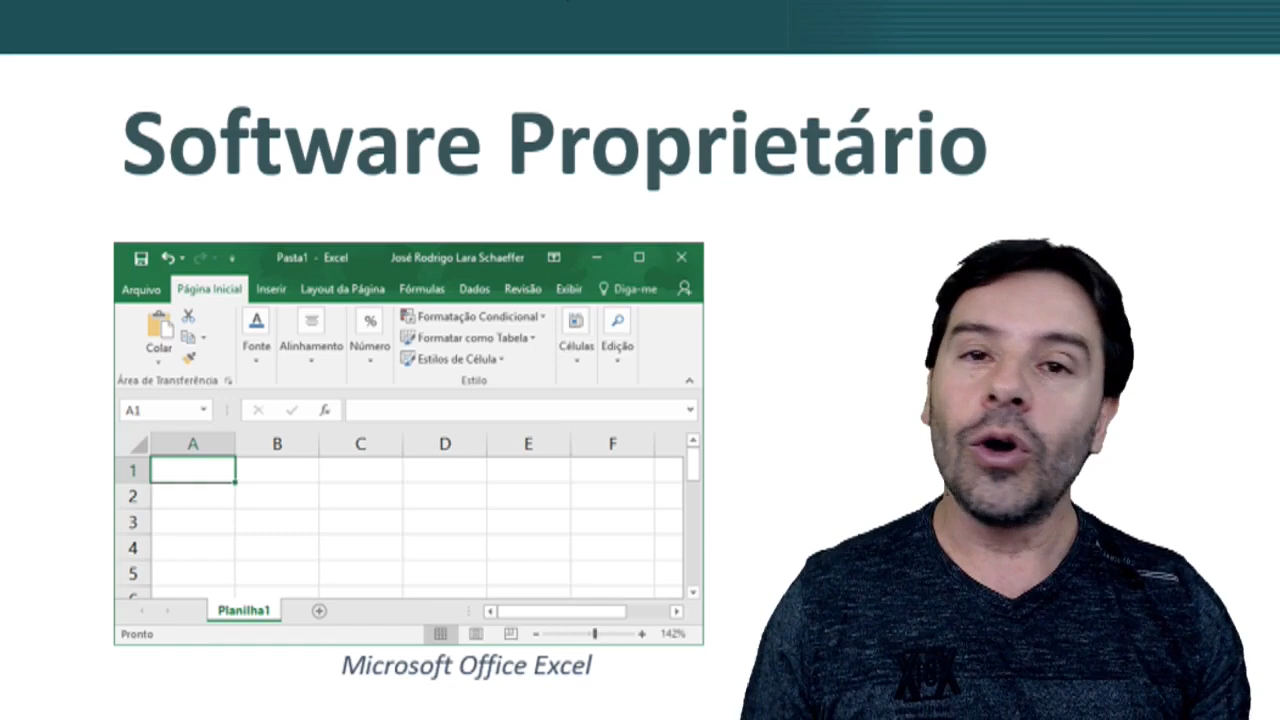 Software Proprietário
Pasta1 - Excel José Rodrigo Lara Schaeffer
Arquivo Página Inicial Inserir Layout da Página Fórmulas Dados Revisão Exibir Diga-me
Colar
Fonte
Alinhamento
%
Número
Formatação Condicional
Formatar como Tabela
Estilos de Célula
Células
Edição
Área de Transferência Estilo
A1 fx
A B C D E F
1
2
3
4
5
6
Planilha1
Pronto 142%
Microsoft Office Excel